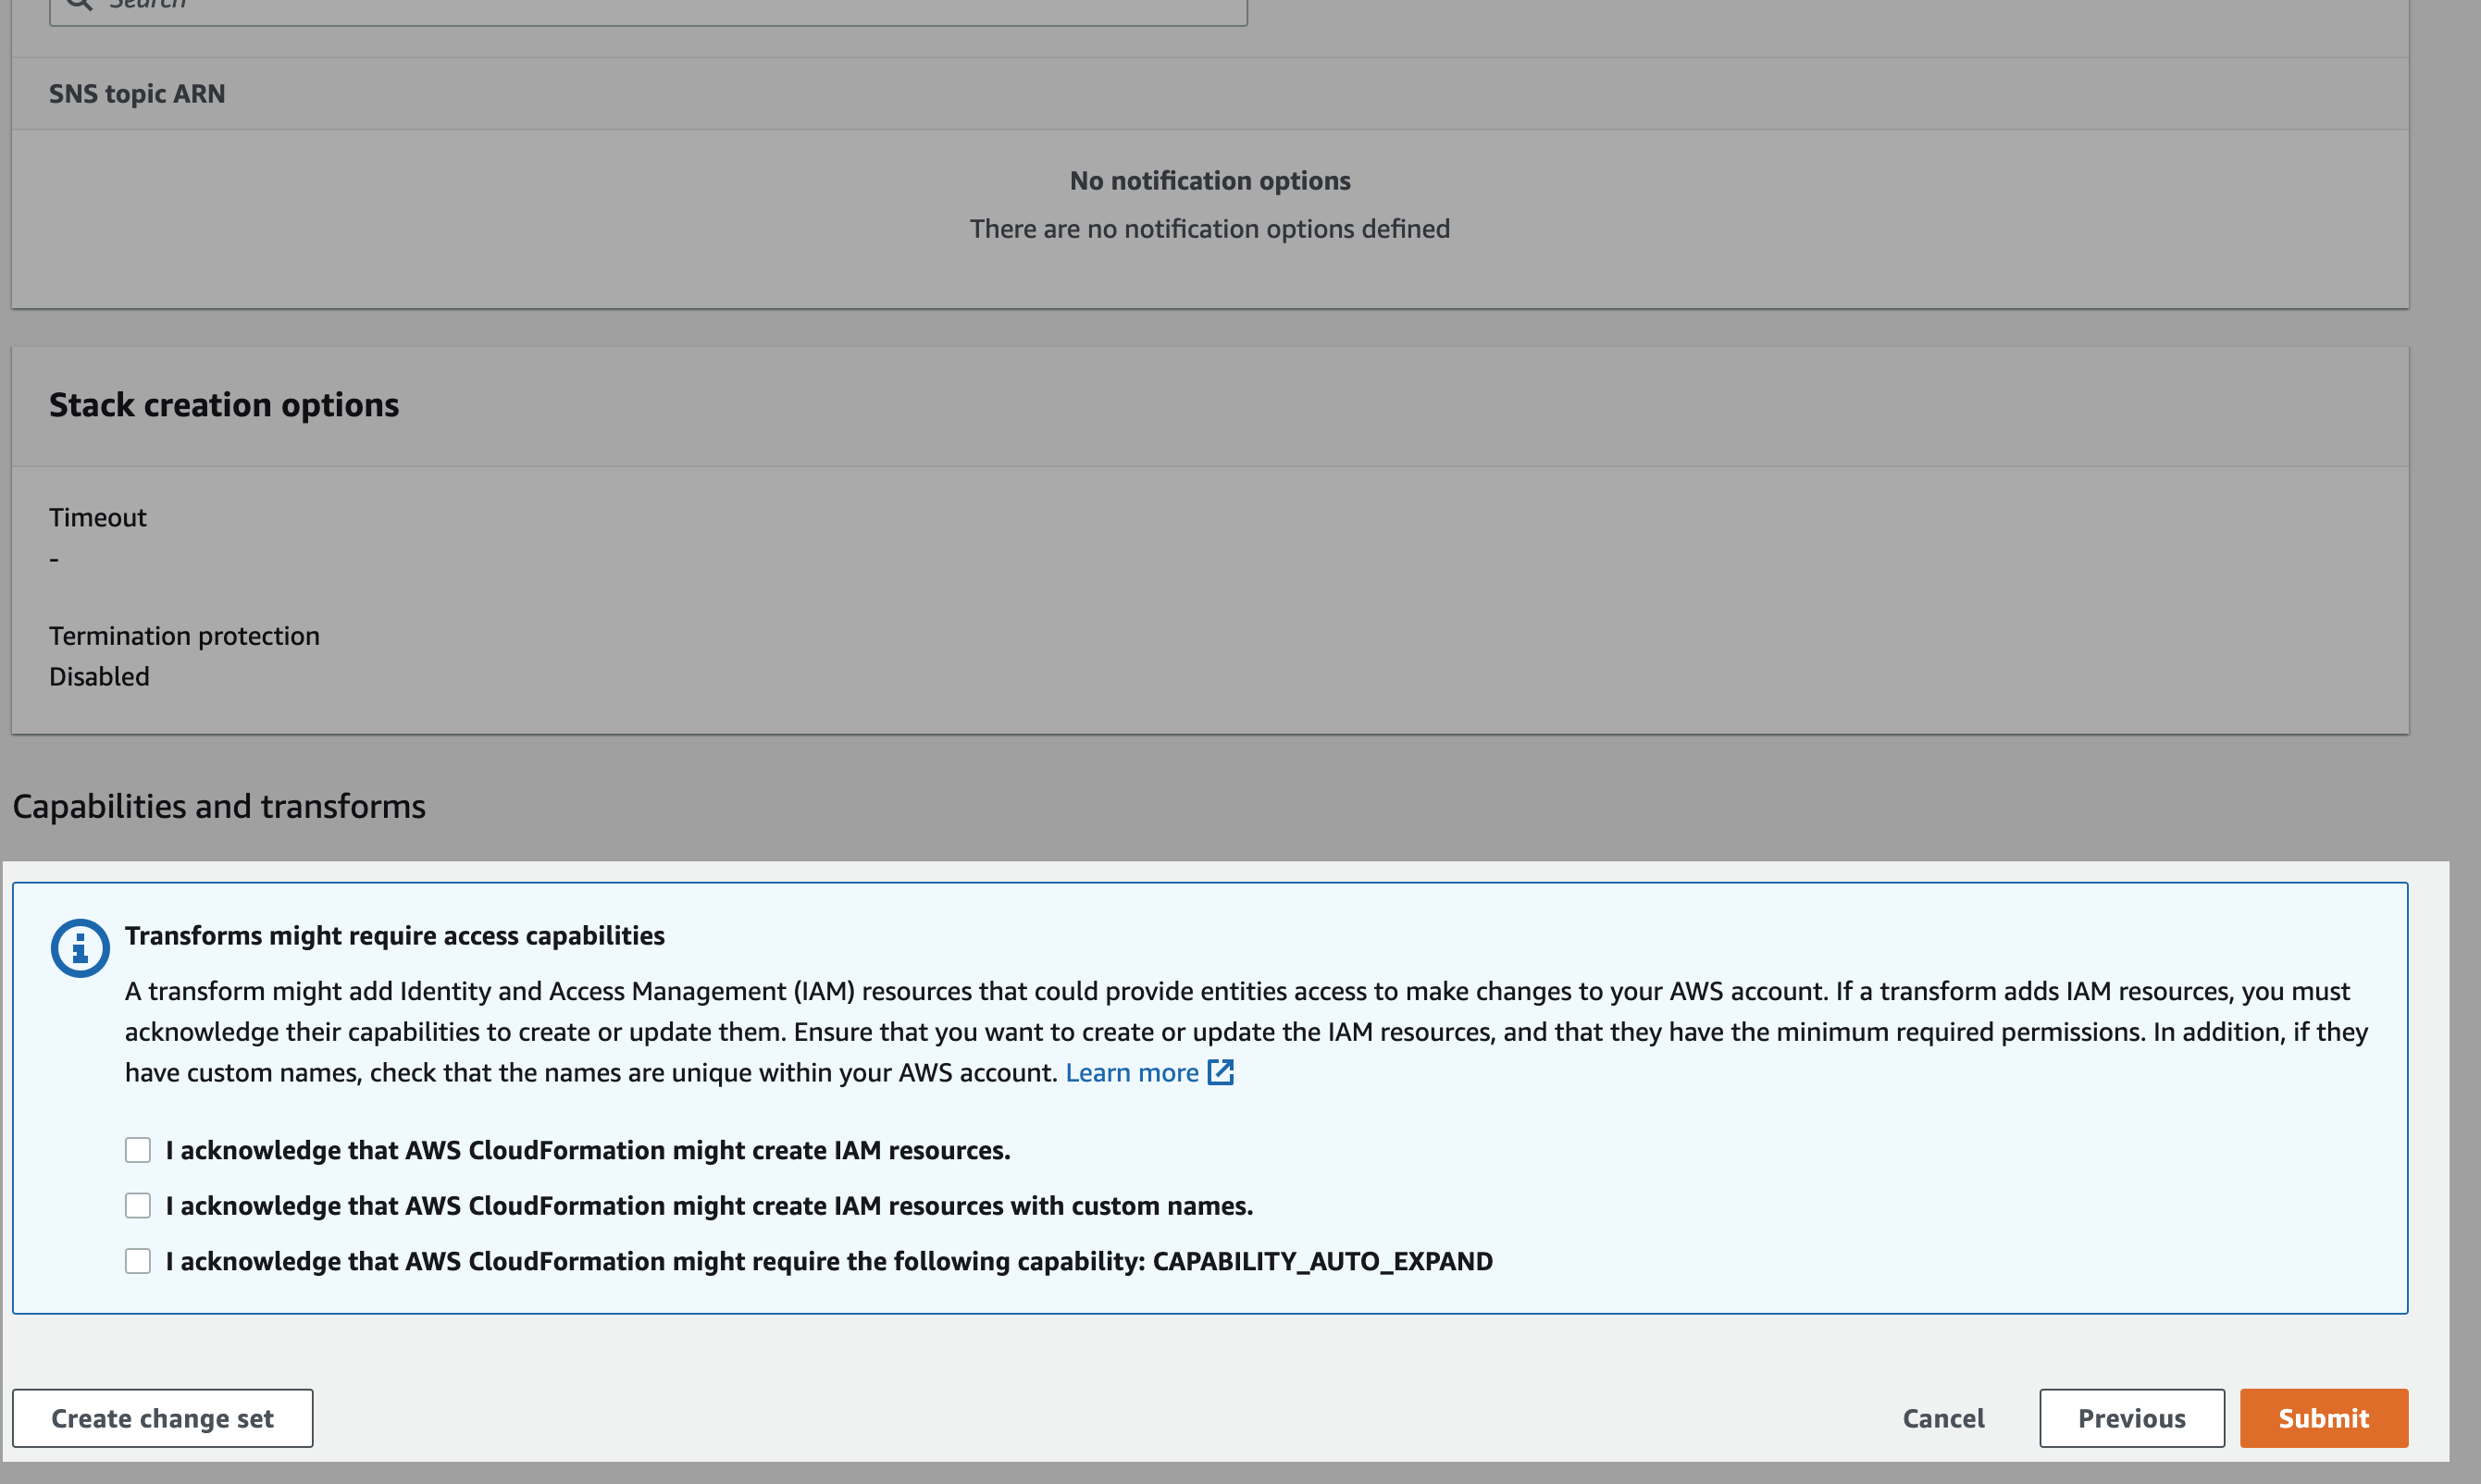 Search
SNS topic ARN
No notification options
There are no notification options defined
Stack creation options
Timeout
-
Termination protection
Disabled
Capabilities and transforms
Transforms might require access capabilities
A transform might add Identity and Access Management (IAM) resources that could provide entities access to make changes to your AWS account. If a transform adds IAM resources, you must
acknowledge their capabilities to create or update them. Ensure that you want to create or update the IAM resources, and that they have the minimum required permissions. In addition, if they
have custom names, check that the names are unique within your AWS account. Learn more
I acknowledge that AWS CloudFormation might create IAM resources.
I acknowledge that AWS CloudFormation might create IAM resources with custom names.
I acknowledge that AWS CloudFormation might require the following capability: CAPABILITY_AUTO_EXPAND
Create change set
Cancel
Previous
Submit